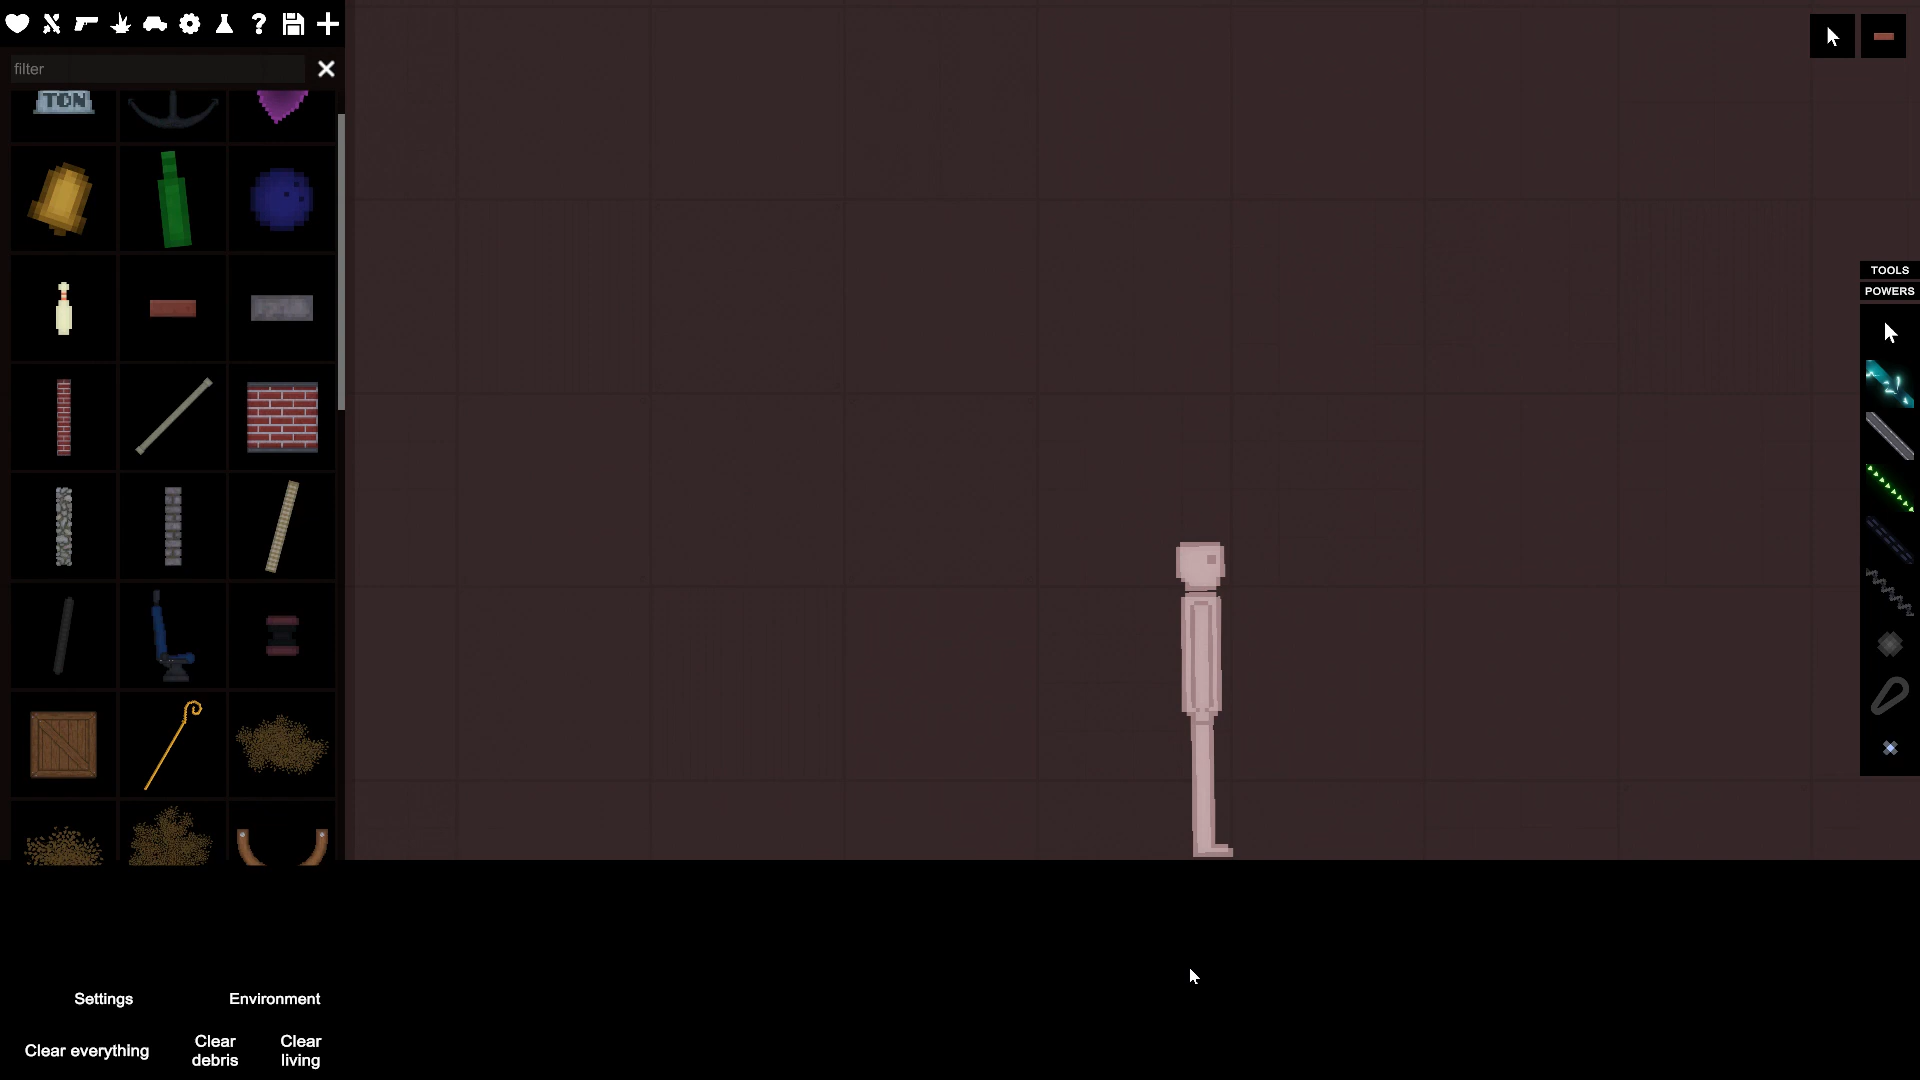 filter
TON
TOOLS
POWERS
Settings
Environment
Clear everything
Clear
debris
Clear
living